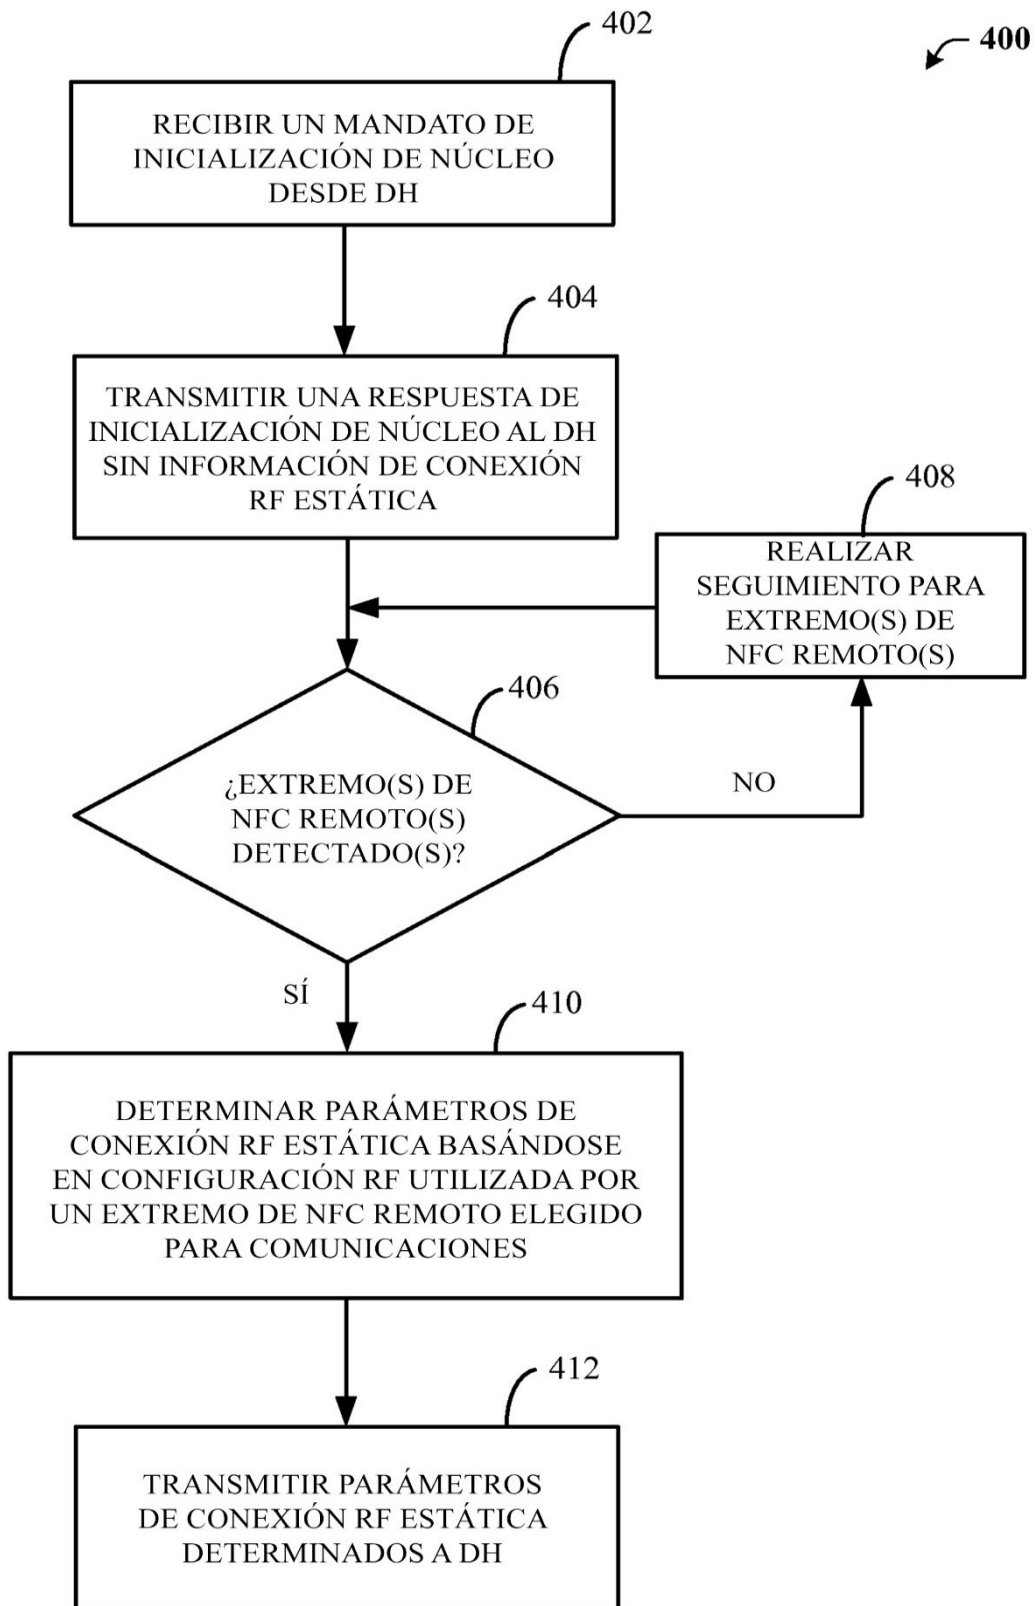 402
400
RECIBIR UN MANDATO DE
INICIALIZACIÓN DE NÚCLEO
DESDE DH
404
TRANSMITIR UNA RESPUESTA DE
INICIALIZACIÓN DE NÚCLEO AL DH
SIN INFORMACIÓN DE CONEXIÓN
RF ESTÁTICA
408
REALIZAR
SEGUIMIENTO PARA
EXTREMO(S) DE
NFC REMOTO(S)
406
¿EXTREMO(S) DE
NFC REMOTO(S)
DETECTADO(S)?
NO
SÍ
410
DETERMINAR PARÁMETROS DE
CONEXIÓN RF ESTÁTICA BASÁNDOSE
EN CONFIGURACIÓN RF UTILIZADA POR
UN EXTREMO DE NFC REMOTO ELEGIDO
PARA COMUNICACIONES
412
TRANSMITIR PARÁMETROS
DE CONEXIÓN RF ESTÁTICA
DETERMINADOS A DH